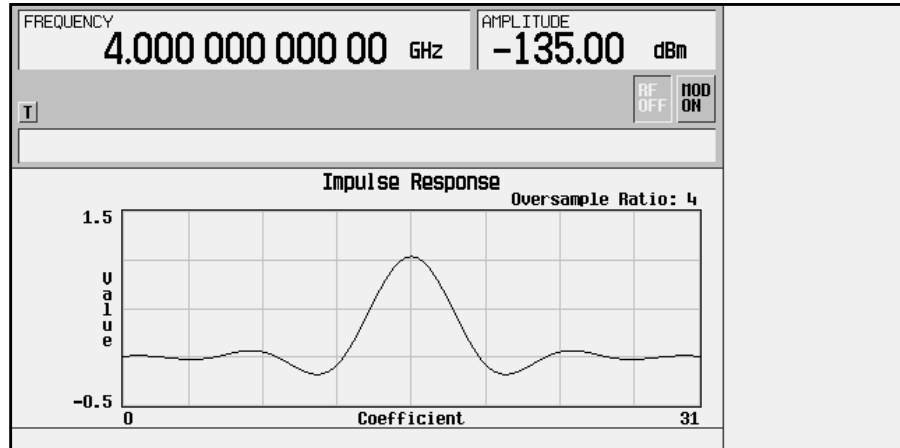 FREQUENCY
4.000 000 000 00 GHz
AMPLITUDE
-135.00 dBm
RF
OFF
MOD
ON
T
Impulse Response
Oversample Ratio: 4
1.5
Value
-0.5
0
Coefficient
31